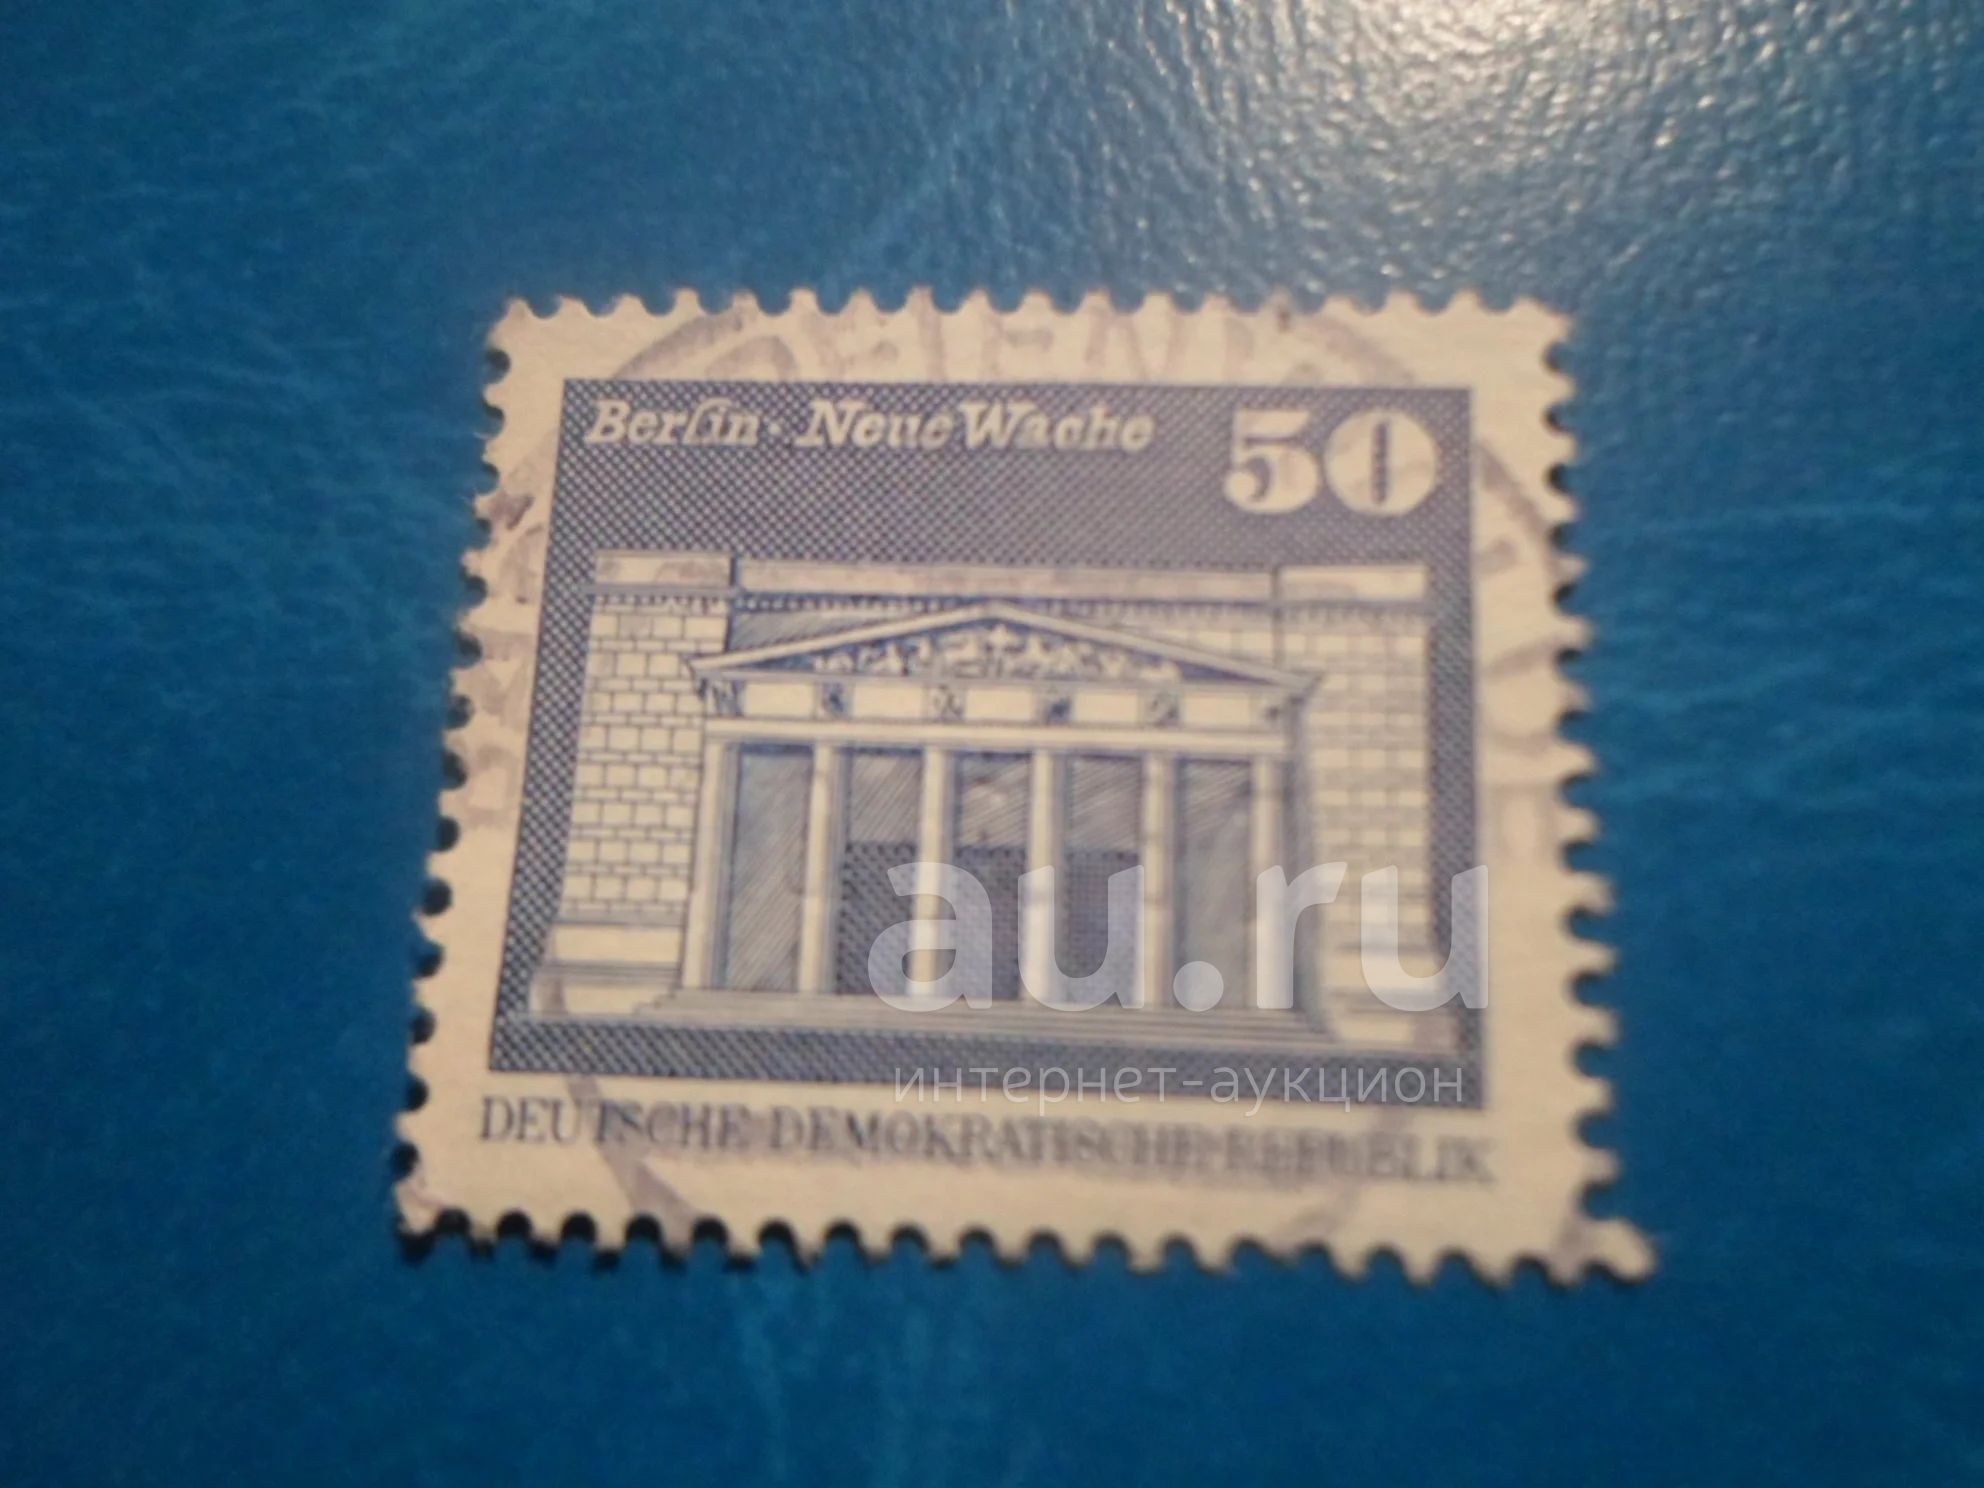 Berlin · Neue Wache 50
au.ru
интернет-аукцион
DEUTSCHE DEMOKRATISCHE REPUBLIK